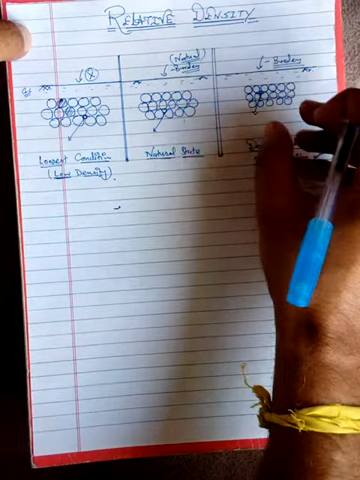 RELATIVE DENSITY
(Natural)
Burden
Burden
Loosest Condition
(Low Density).
Natural State